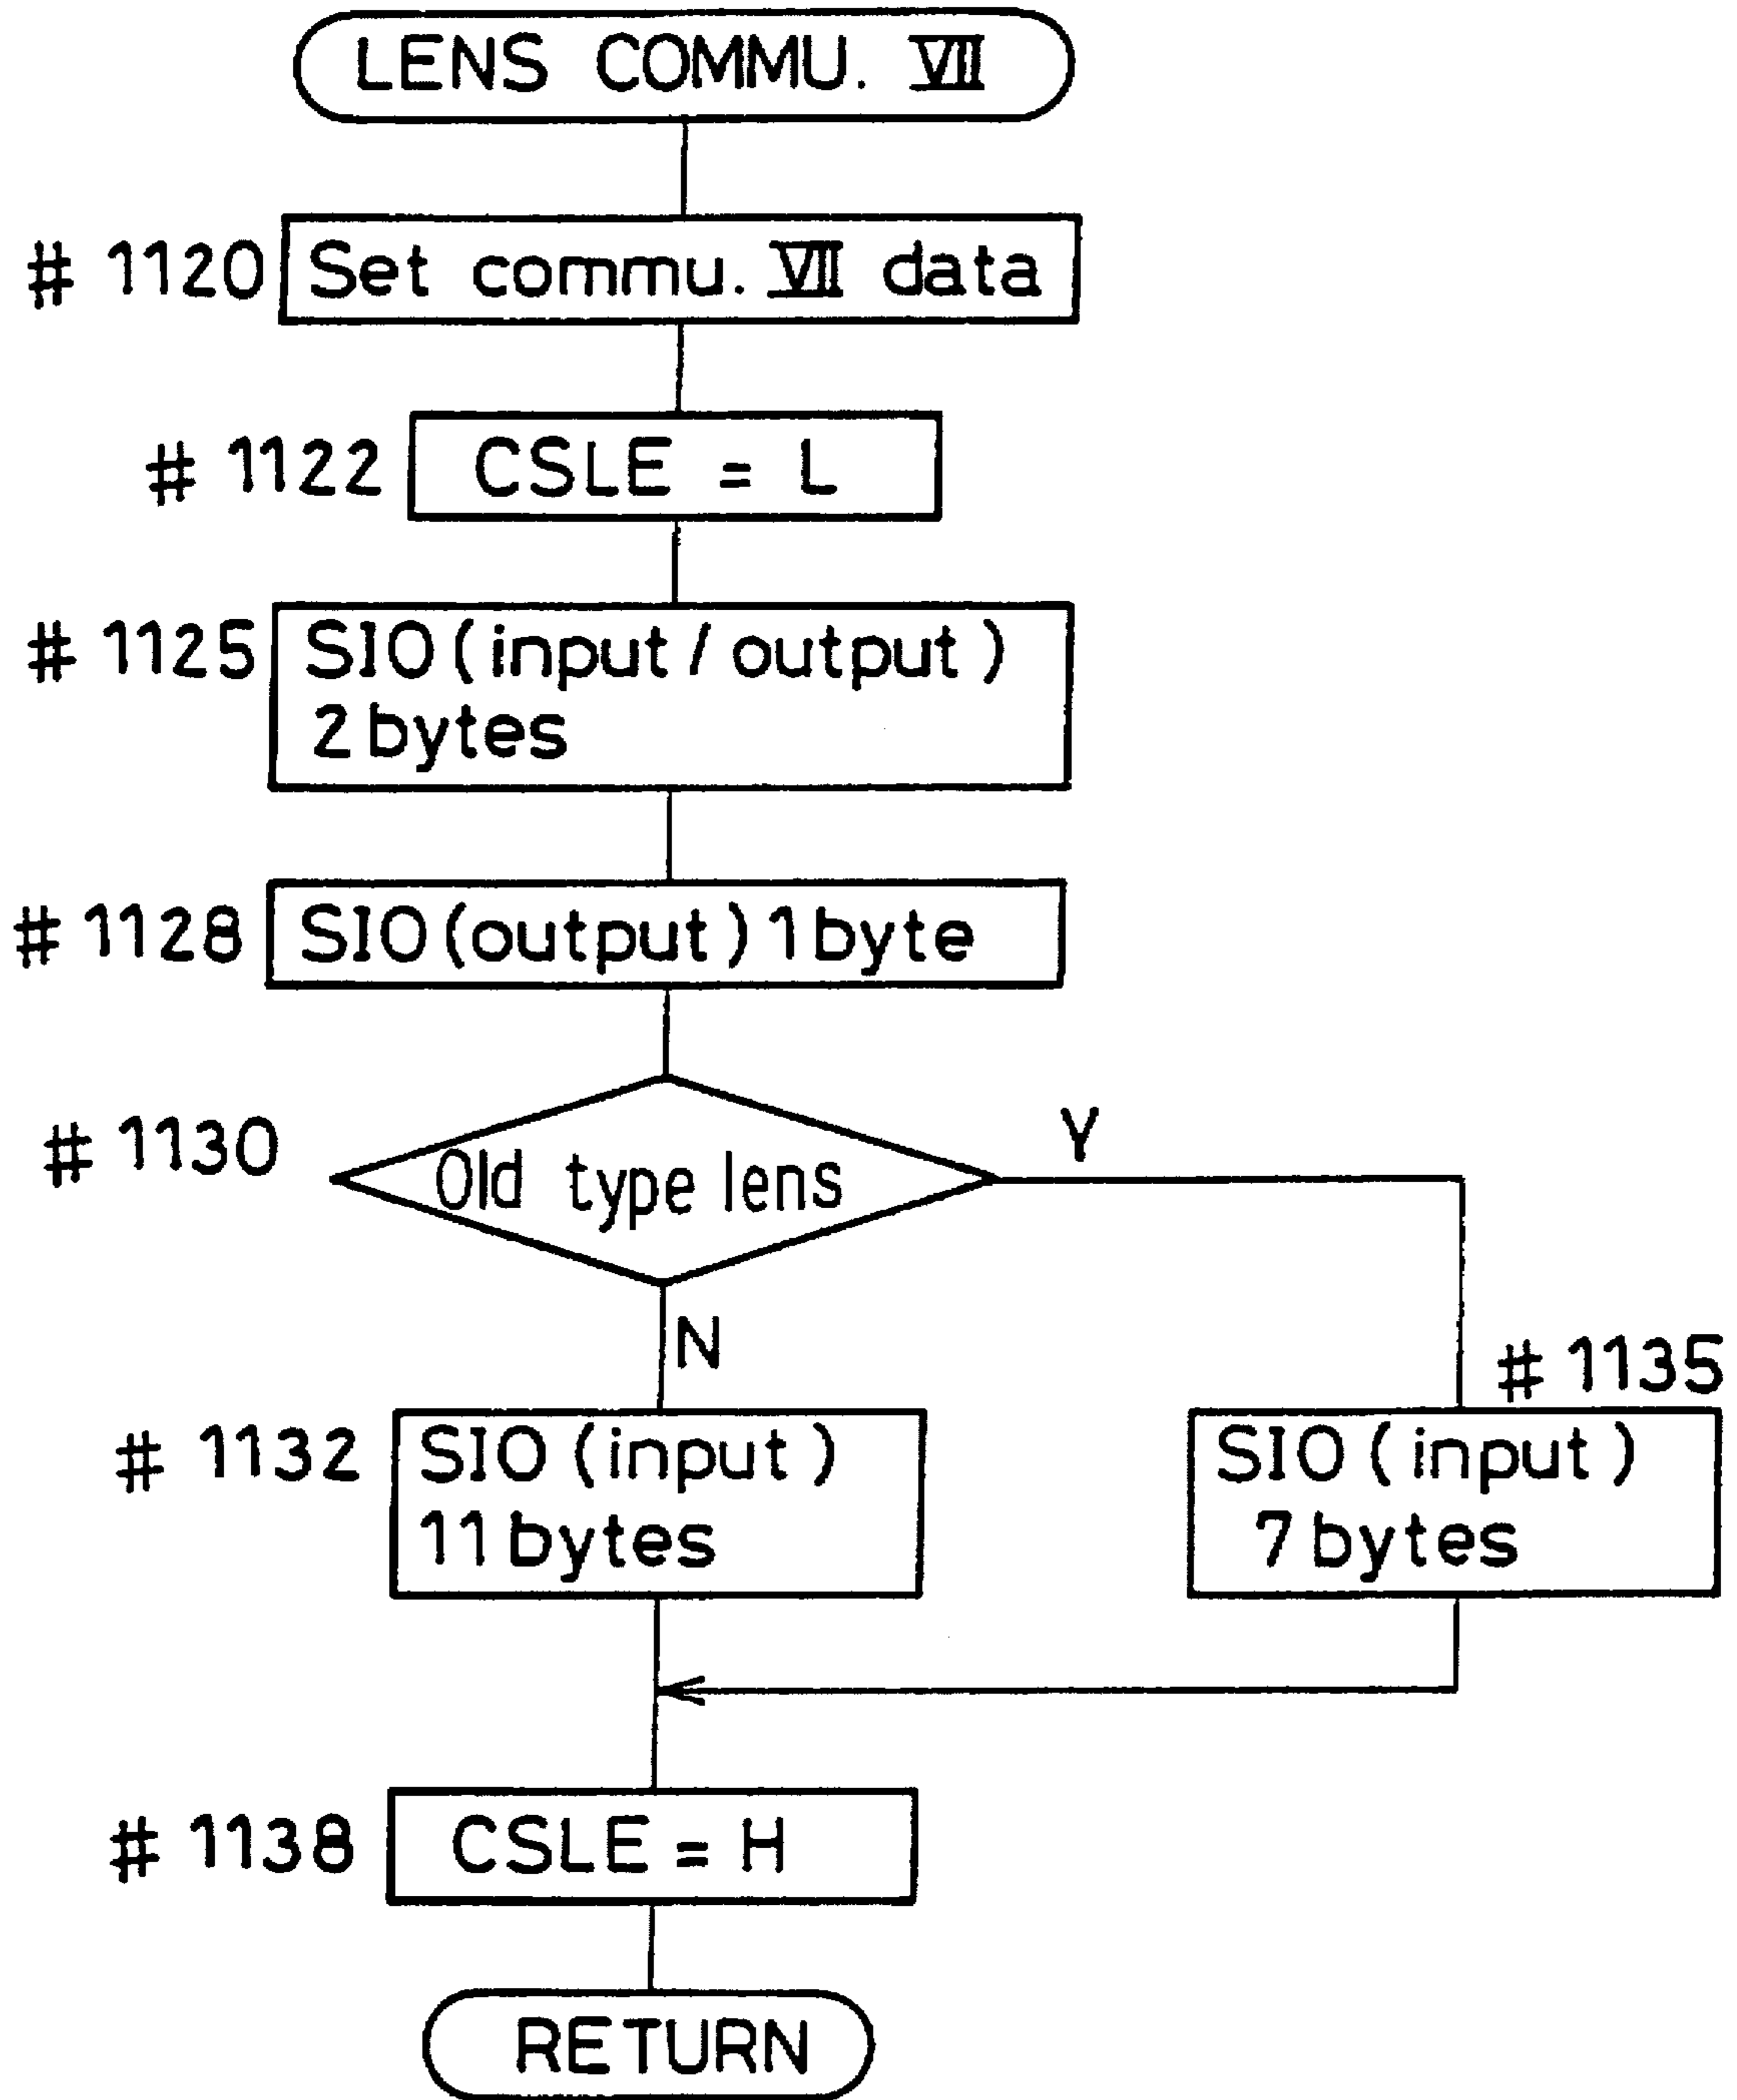 LENS COMMU. VII
# 1120 Set commu. VII data
# 1122 CSLE = L
# 1125 SIO (input / output)
2 bytes
# 1128 SIO (output) 1 byte
# 1130 Old type lens
Y
N
# 1135
# 1132 SIO (input)
11 bytes
SIO (input)
7 bytes
# 1138 CSLE = H
RETURN